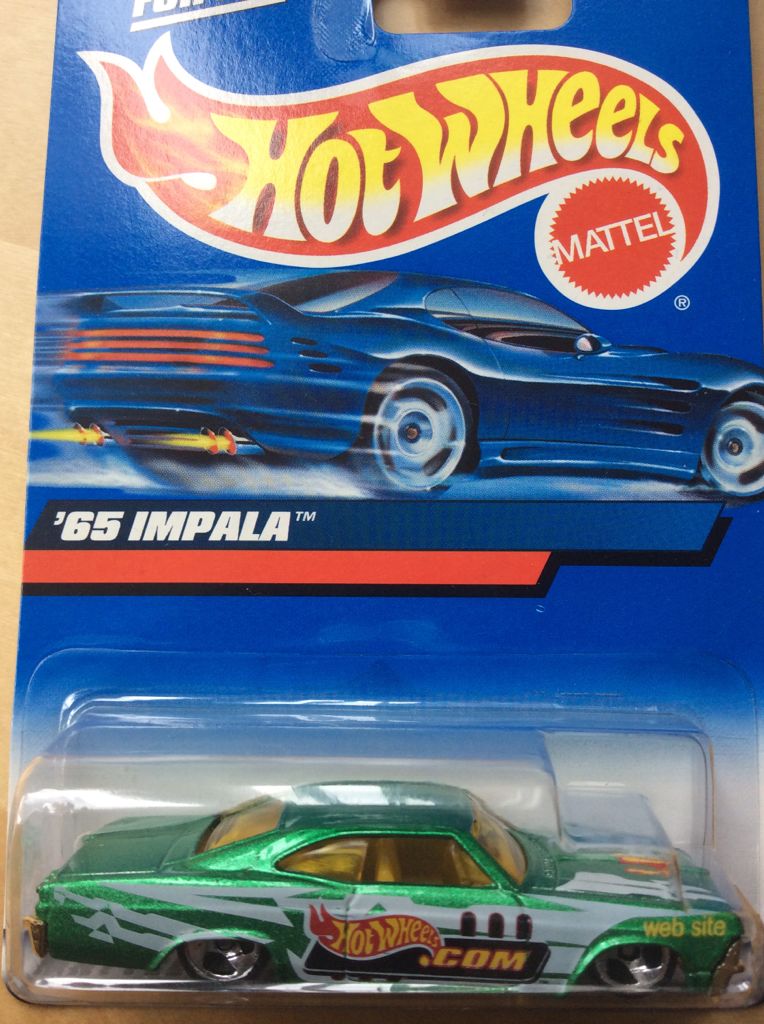 HOT WHEELS
MATTEL
®
'65 IMPALA™
HOT WHEELS
.COM
web site